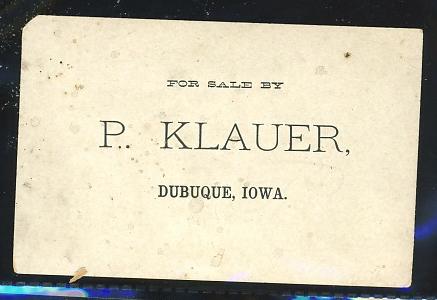 FOR SALE BY
P. KLAUER,
DUBUQUE, IOWA.